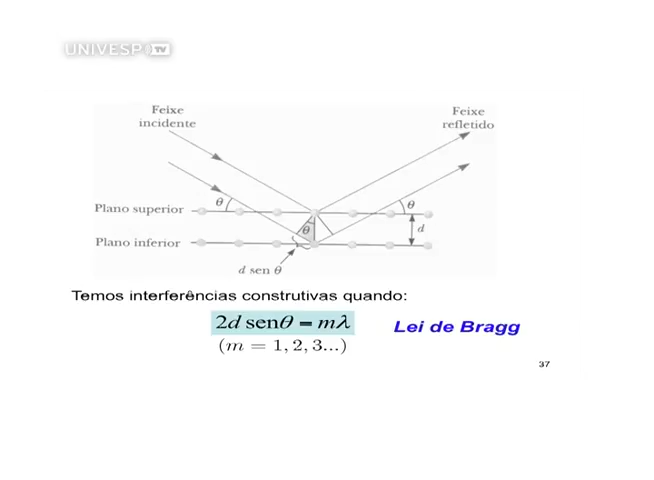 UNIVESP TV
Feixe
incidente
Feixe
refletido
θ
θ
Plano superior
θ
d
Plano inferior
d sen θ
Temos interferências construtivas quando:
2d senθ = mλ
Lei de Bragg
(m = 1, 2, 3...)
37